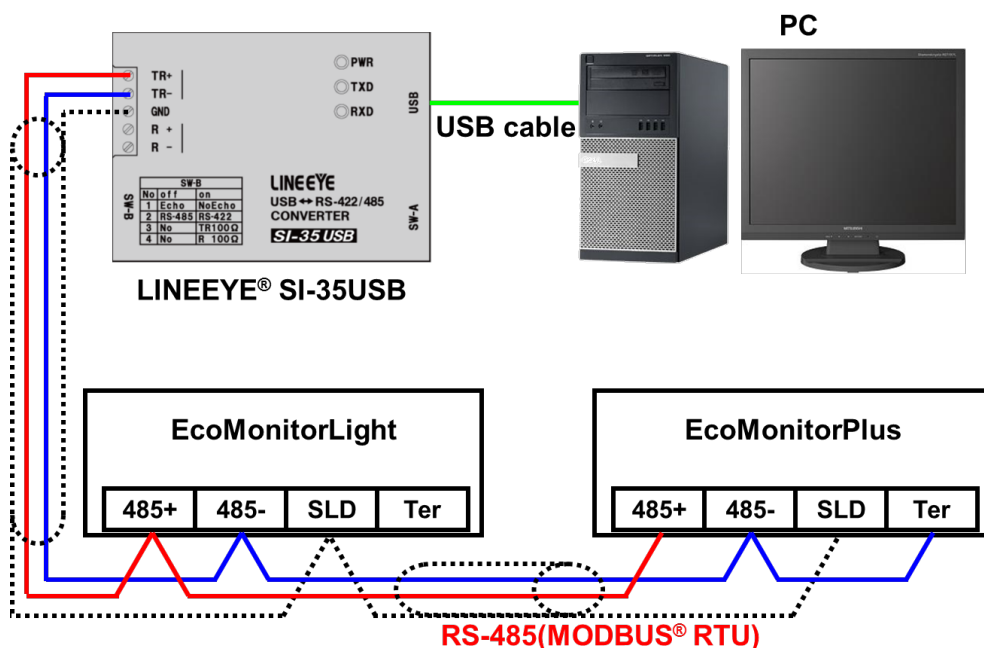 PC
TR+
TR-
GND
R +
R -
PWR
TXD
RXD
USB
USB cable
SW-B
SW-B
No off on
1 Echo NoEcho
2 RS-485 RS-422
3 No TR100Ω
4 No R 100Ω
LINEEYE
USB↔RS-422/485
CONVERTER
SI-35USB
SW-A
LINEEYE® SI-35USB
EcoMonitorLight
485+ 485- SLD Ter
EcoMonitorPlus
485+ 485- SLD Ter
RS-485(MODBUS® RTU)